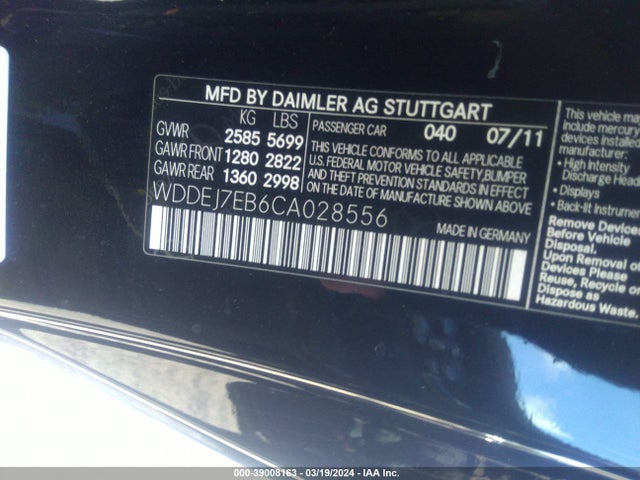 MFD BY DAIMLER AG STUTTGART
KG LBS
GVWR 2585 5699
GAWR FRONT 1280 2822
GAWR REAR 1360 2998
PASSENGER CAR 040 07/11
THIS VEHICLE CONFORMS TO ALL APPLICABLE
U.S. FEDERAL MOTOR VEHICLE SAFETY, BUMPER
AND THEFT PREVENTION STANDARDS IN EFFECT
ON THE DATE OF MANUFACTURE SHOWN ABOVE
WDDEJ7EB6CA028556
MADE IN GERMANY
This vehicle may
include mercury
devices installed
manufacturer:
• High Intensity
Discharge Head
• Displays
• Back-lit Instrum
Remove Devices
Before Vehicle
Disposal.
Upon Removal o
Devices Please
Reuse, Recycle or
Dispose as
Hazardous Waste.
000-39008163 - 03/19/2024 - IAA Inc.